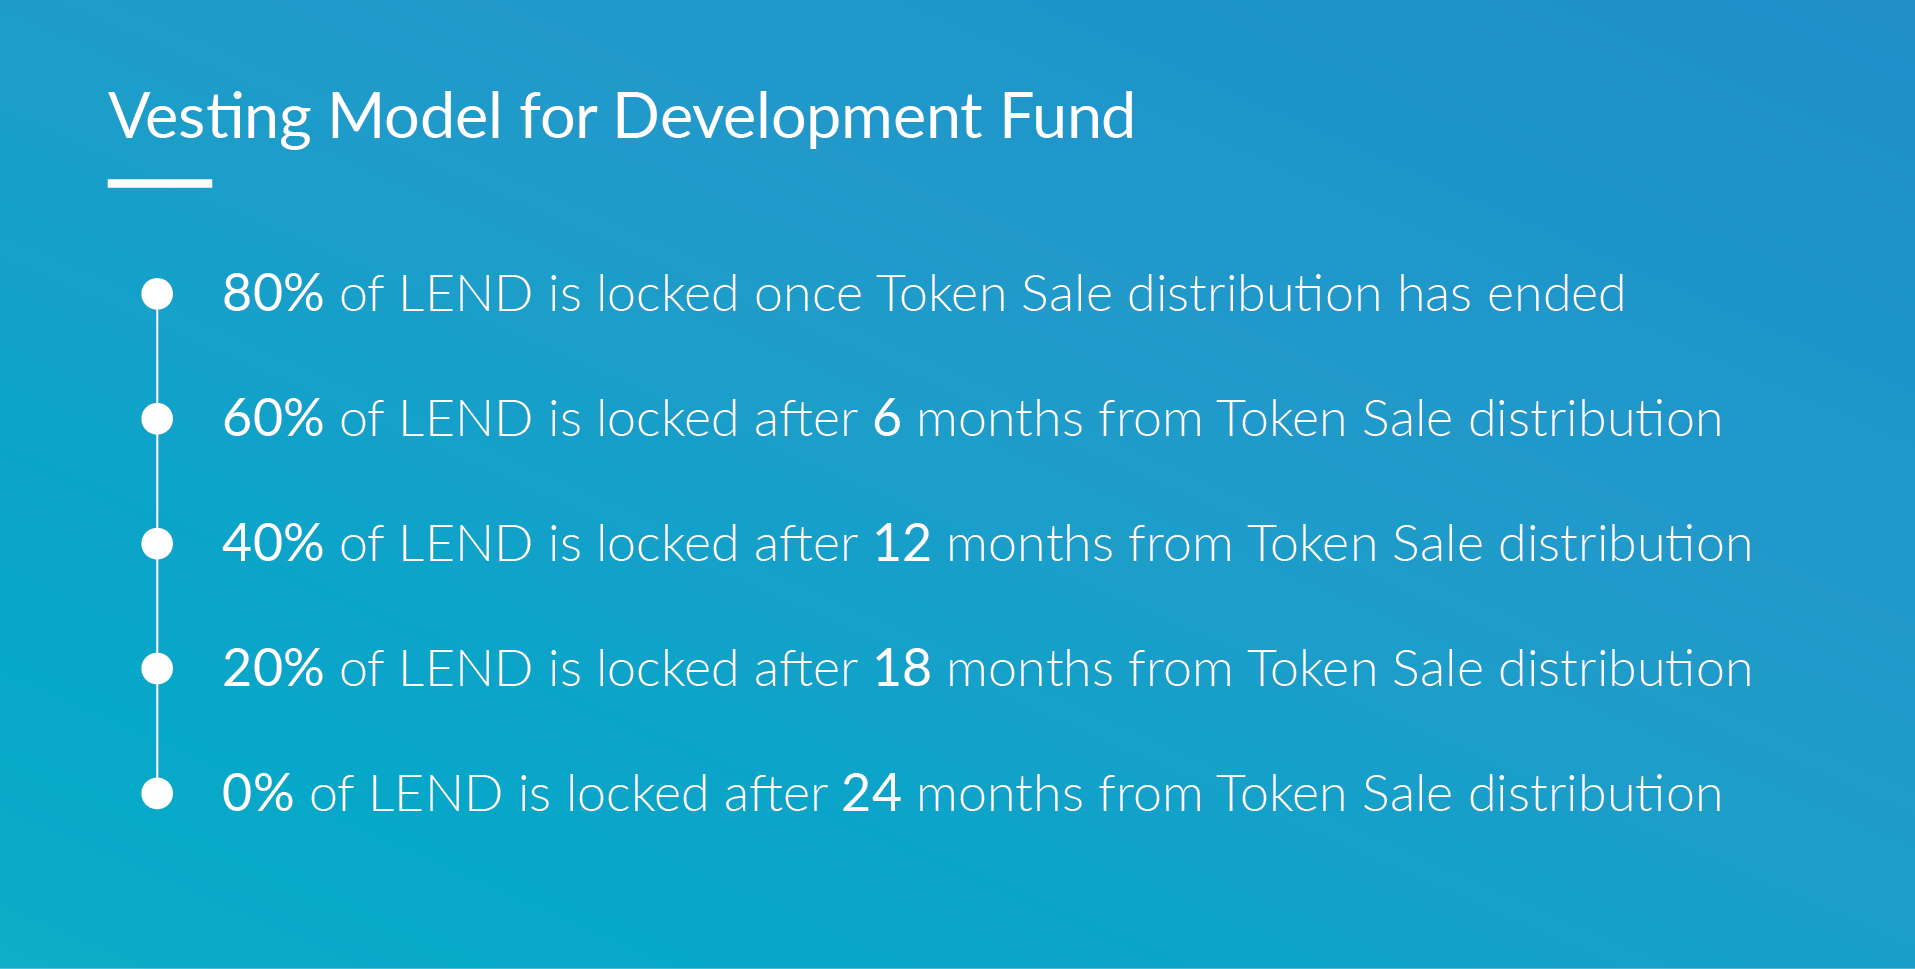 Vesting Model for Development Fund
80% of LEND is locked once Token Sale distribution has ended
60% of LEND is locked after 6 months from Token Sale distribution
40% of LEND is locked after 12 months from Token Sale distribution
20% of LEND is locked after 18 months from Token Sale distribution
0% of LEND is locked after 24 months from Token Sale distribution